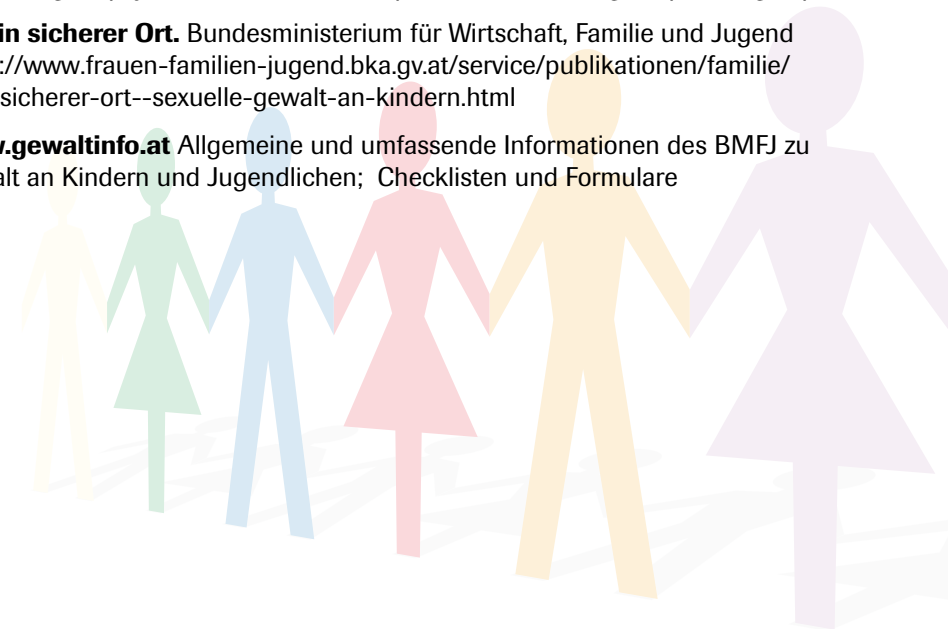 in sicherer Ort. Bundesministerium für Wirtschaft, Familie und Jugend
://www.frauen-familien-jugend.bka.gv.at/service/publikationen/familie/
sicherer-ort--sexuelle-gewalt-an-kindern.html
.gewaltinfo.at Allgemeine und umfassende Informationen des BMFJ zu
alt an Kindern und Jugendlichen; Checklisten und Formulare